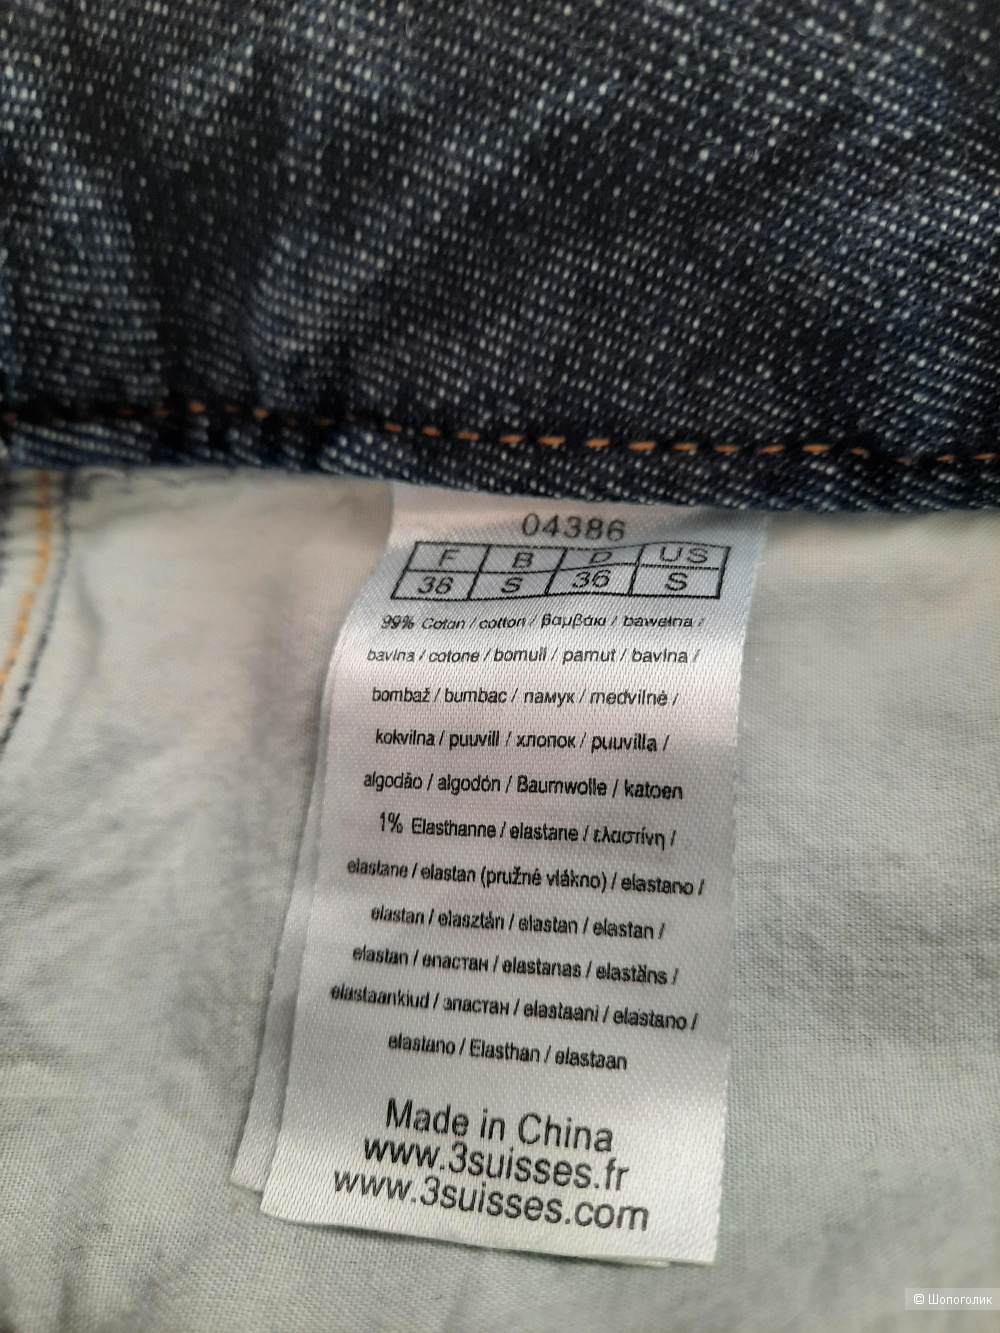 04386
F B D US
38 S 36 S
99% Coton / cotton / βαμβάκι / bawełna /
bavlna / cotone / bomull / pamut / bavlna /
bombaž / bumbac / памук / medvilnė /
kokvilna / puuvill / хлопок / puuvilla /
algodão / algodón / Baumwolle / katoen
1% Elasthanne / elastane / ελαστίνη /
elastane / elastan (pružné vlákno) / elastano /
elastan / elasztán / elastan / elastan /
elastan / еластан / elastanas / elastāns /
elastaankiud / эластан / elastaani / elastano /
elastano / Elasthan / elastaan
Made in China
www.3suisses.fr
www.3suisses.com
© Шопоголик